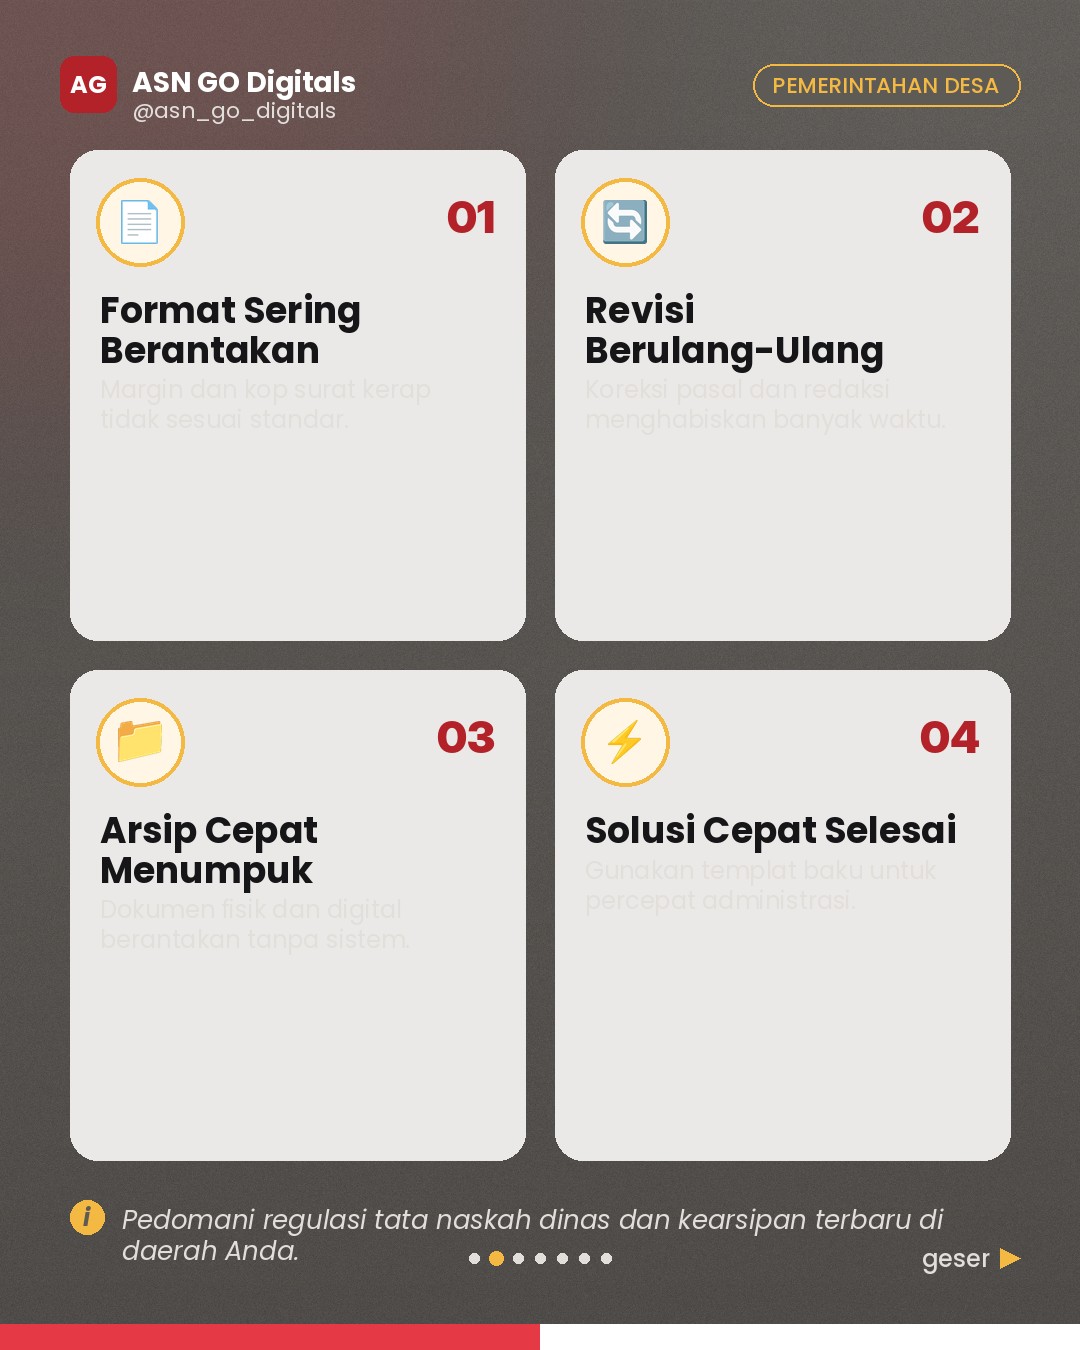 AG
ASN GO Digitals
@asn_go_digitals
PEMERINTAHAN DESA
01
Format Sering
Berantakan
Margin dan kop surat kerap
tidak sesuai standar.
02
Revisi
Berulang-Ulang
Koreksi pasal dan redaksi
menghabiskan banyak waktu.
03
Arsip Cepat
Menumpuk
Dokumen fisik dan digital
berantakan tanpa sistem.
04
Solusi Cepat Selesai
Gunakan templat baku untuk
percepat administrasi.
i
Pedomani regulasi tata naskah dinas dan kearsipan terbaru di
daerah Anda.
geser